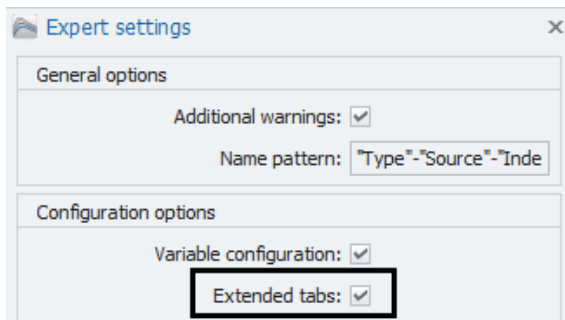 Expert settings
General options
Additional warnings:
Name pattern: "Type"-"Source"-"Inde
Configuration options
Variable configuration:
Extended tabs: